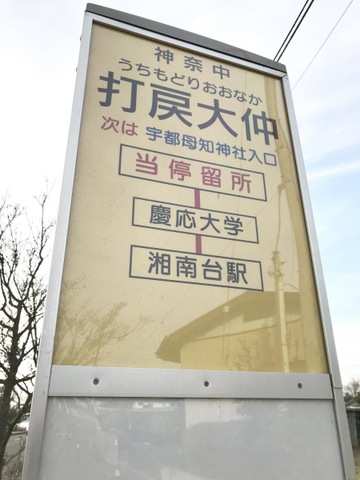 神奈中
うちもどりおおなか
打戻大仲
次は 宇都母知神社入口
当停留所
慶応大学
湘南台駅